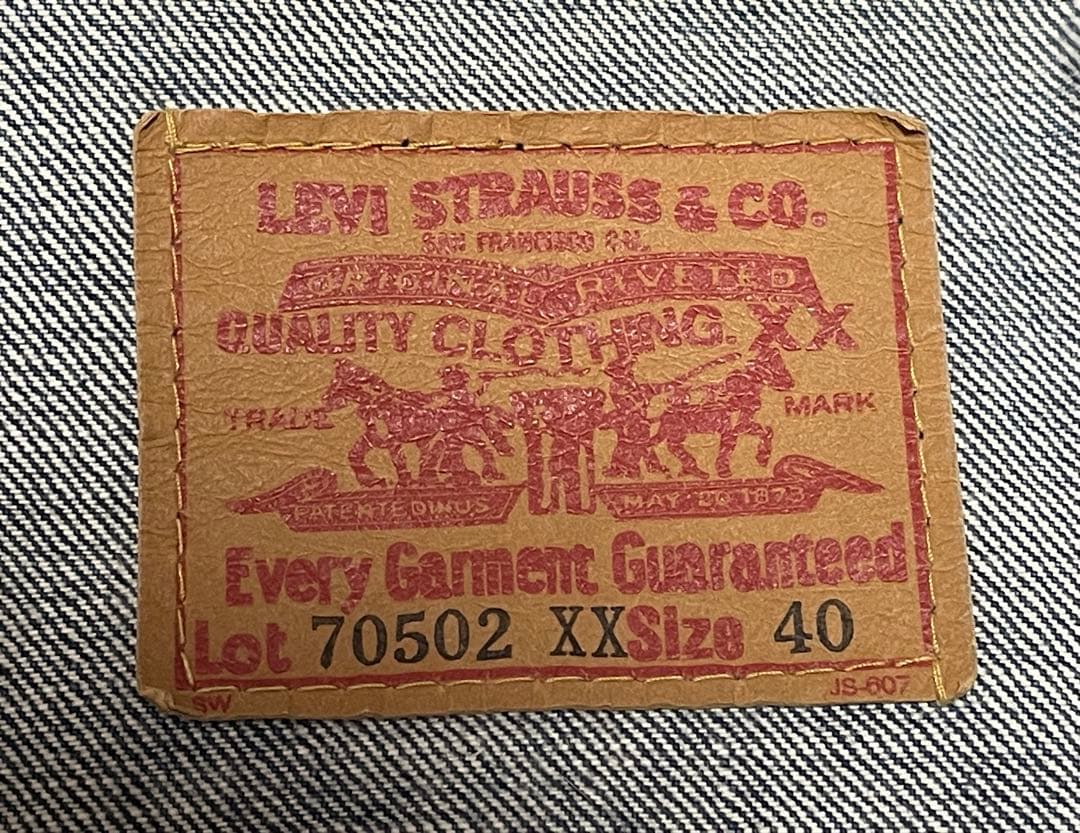 LEVI STRAUSS & CO.
SAN FRANCISCO CAL.
ORIGINAL RIVETED
QUALITY CLOTHING. XX
TRADE MARK
PATENTED IN U.S. MAY 20 1873
Every Garment Guaranteed
Lot 70502 XX Size 40
SW JS-607